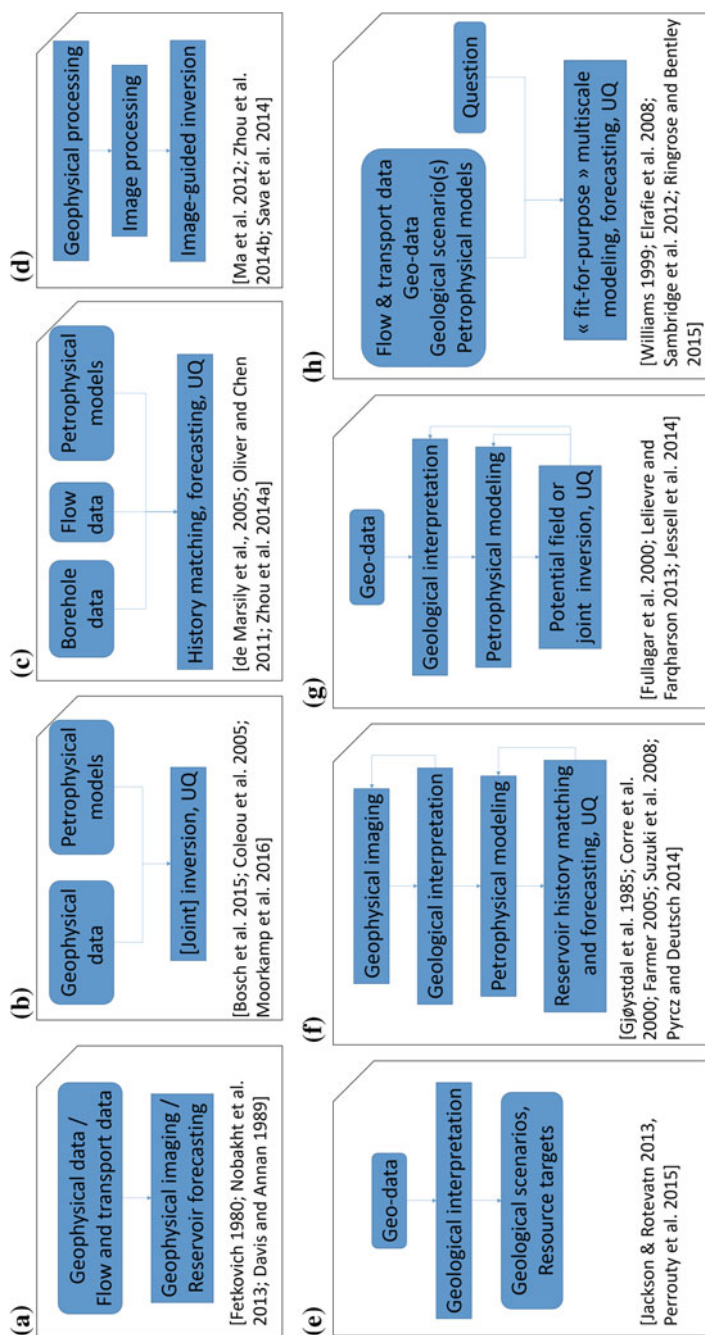 (a)
Geophysical data /
Flow and transport data
Geophysical imaging /
Reservoir forecasting
[Fetkovich 1980; Nobakht et al.
2013; Davis and Annan 1989]
(b)
Geophysical
data
Petrophysical
models
[Joint] inversion, UQ
[Bosch et al. 2015; Coleou et al. 2005;
Moorkamp et al. 2016]
(c)
Borehole
data
Flow
data
Petrophysical
models
History matching, forecasting, UQ
[de Marsily et al., 2005; Oliver and Chen
2011; Zhou et al. 2014a]
(d)
Geophysical processing
Image processing
Image-guided inversion
[Ma et al. 2012; Zhou et al.
2014b; Sava et al. 2014]
(e)
Geo-data
Geological interpretation
Geological scenarios,
Resource targets
[Jackson & Rotevatn 2013,
Perrouty et al. 2015]
(f)
Geophysical imaging
Geological interpretation
Petrophysical modeling
Reservoir history matching
and forecasting, UQ
[Gjøystdal et al. 1985; Corre et al.
2000; Farmer 2005; Suzuki et al. 2008;
Pyrcz and Deutsch 2014]
(g)
Geo-data
Geological interpretation
Petrophysical modeling
Potential field or
joint inversion, UQ
[Fullagar et al. 2000; Lelievre and
Farqharson 2013; Jessell et al. 2014]
(h)
Flow & transport data
Geo-data
Geological scenario(s)
Petrophysical models
Question
« fit-for-purpose » multiscale
modeling, forecasting, UQ
[Williams 1999; Elrafie et al. 2008;
Sambridge et al. 2012; Ringrose and Bentley
2015]